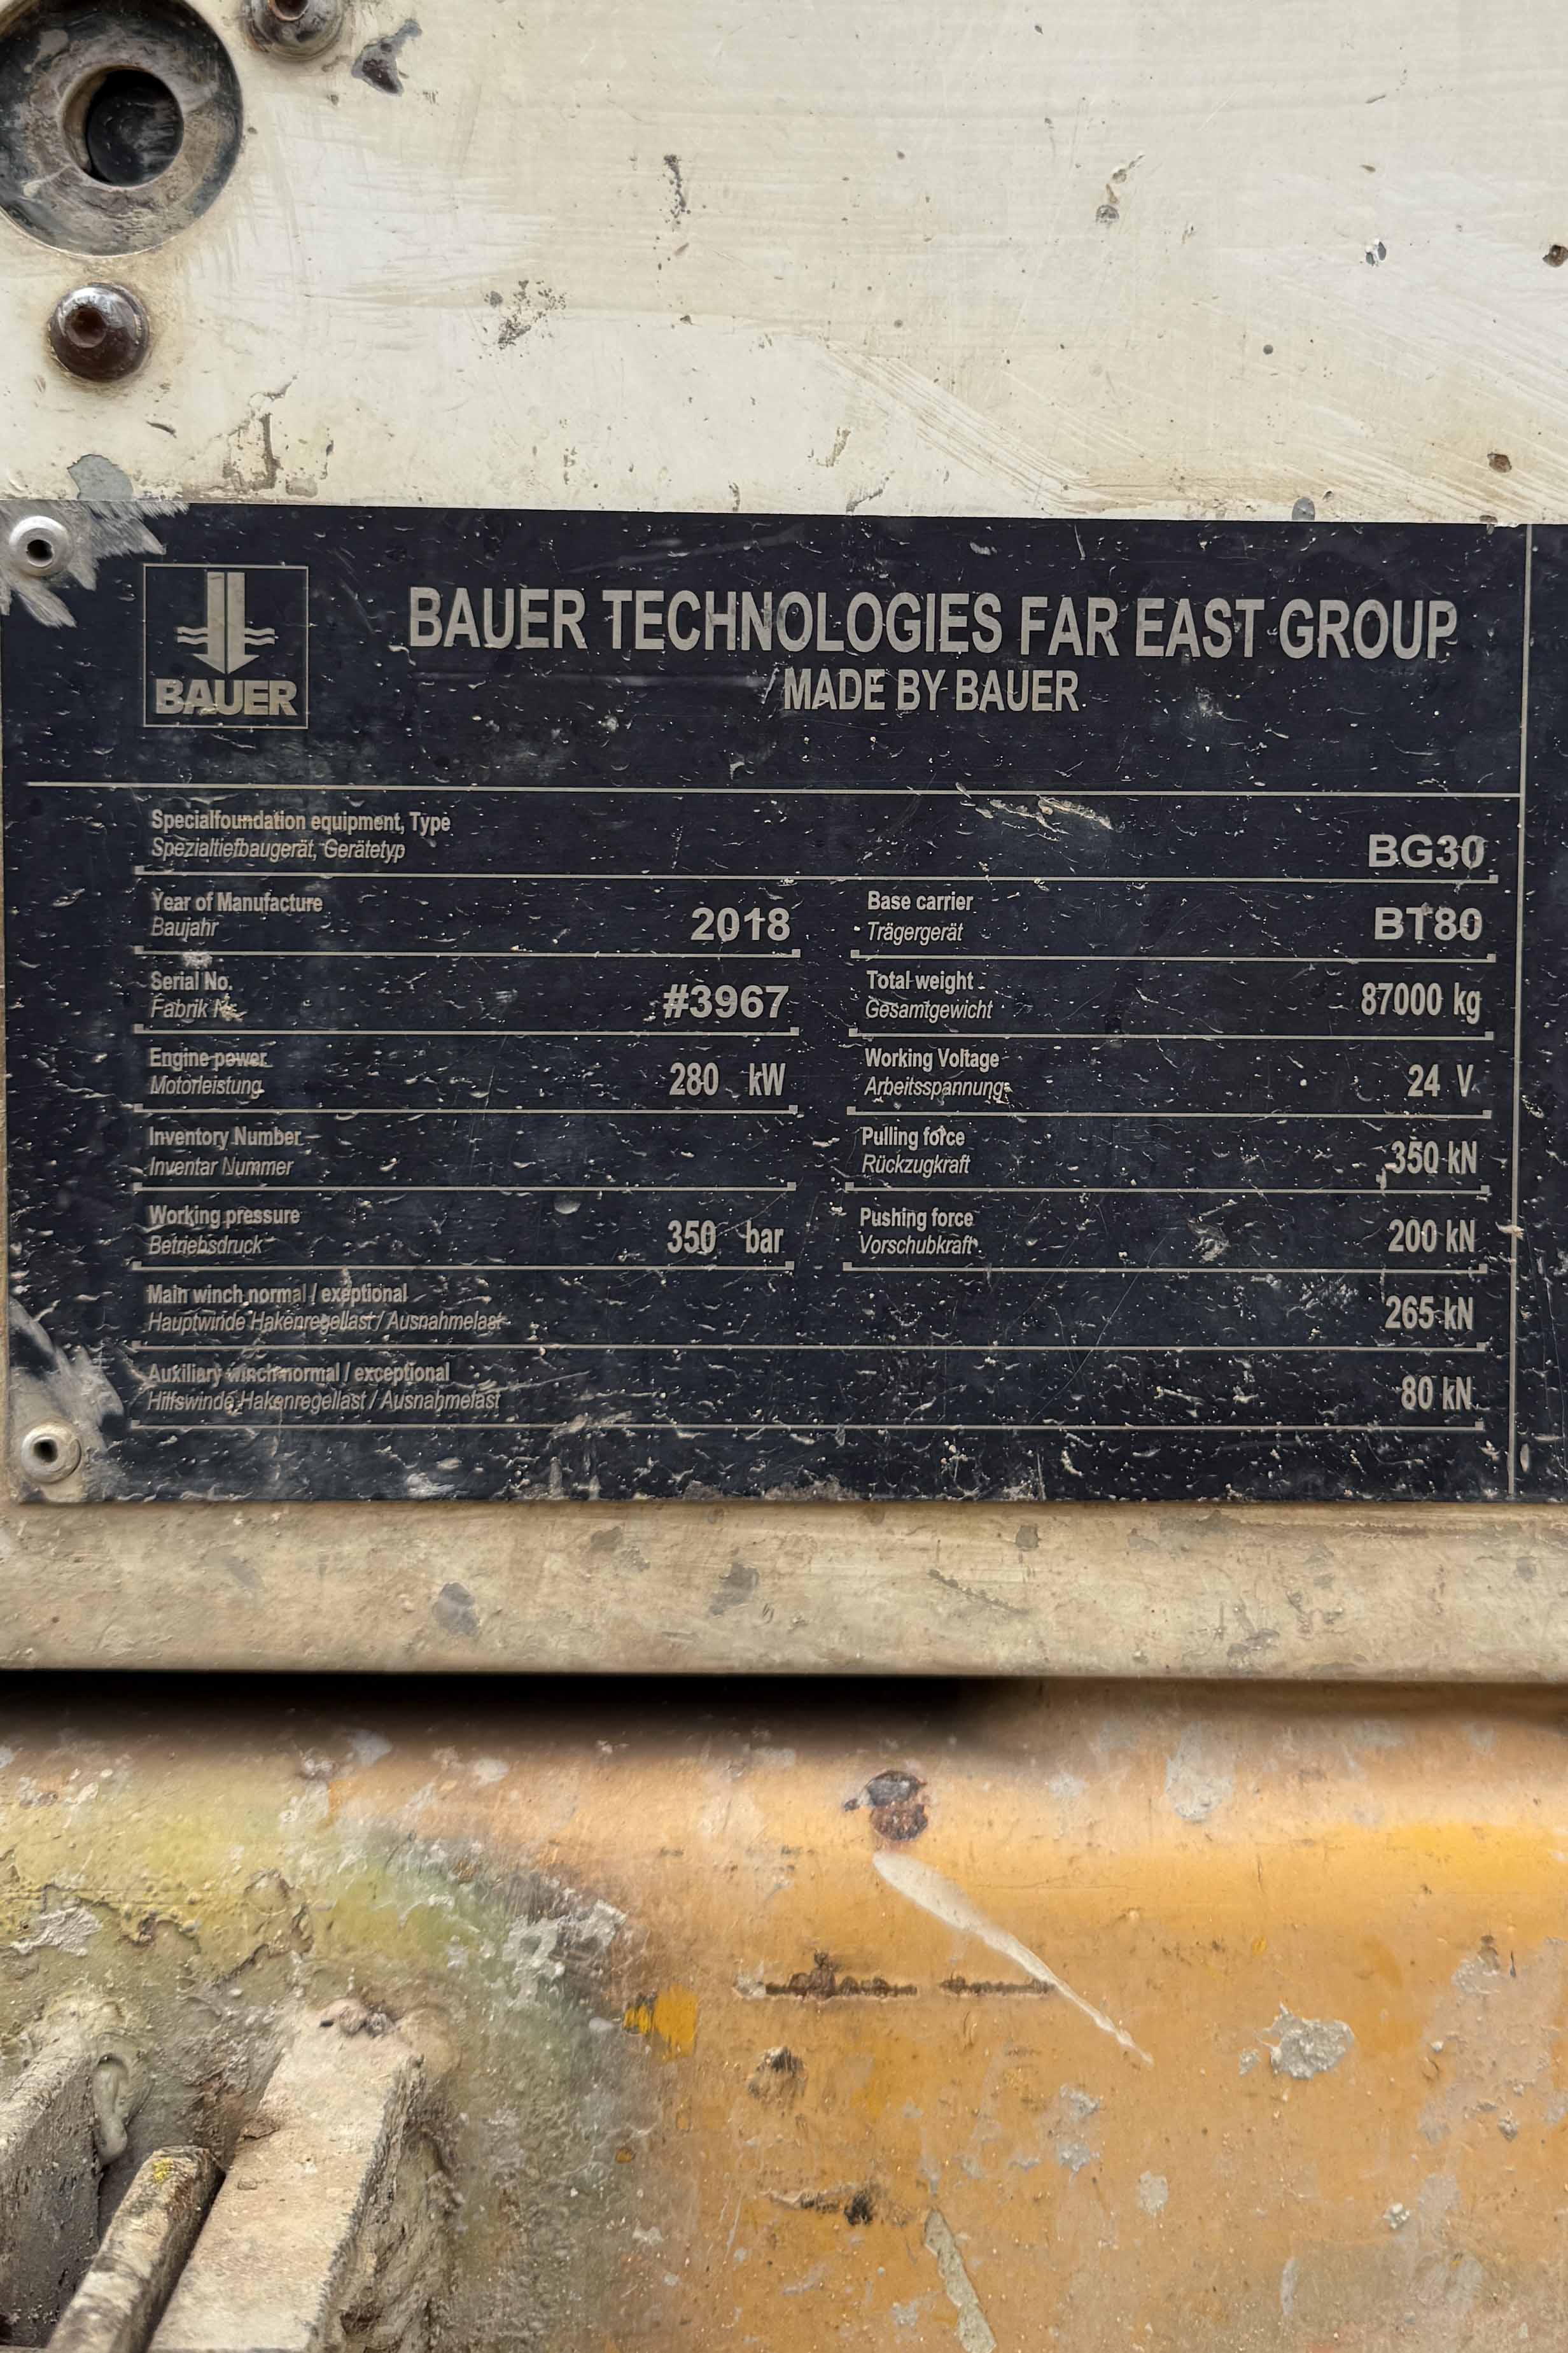 BAUER
BAUER TECHNOLOGIES FAR EAST GROUP
MADE BY BAUER
Specialfoundation equipment, Type
Spezialtiefbaugerät, Gerätetyp
BG30
Year of Manufacture
Baujahr
2018
Base carrier
Trägergerät
BT80
Serial No.
Fabrik
#3967
Total weight
Gesamtgewicht
87000 kg
Engine power
Motorleistung
280 kW
Working Voltage
Arbeitsspannung
24 V
Inventory Number
Inventar Nummer
Pulling force
Rückzugkraft
350 kN
Working pressure
Betriebsdruck
350 bar
Pushing force
Vorschubkraft
200 kN
Main winch normal / exeptional
Hauptwinde Hakenregellast / Ausnahmelast
265 kN
Auxiliary winch normal / exceptional
Hilfswinde Hakenregellast / Ausnahmelast
80 kN